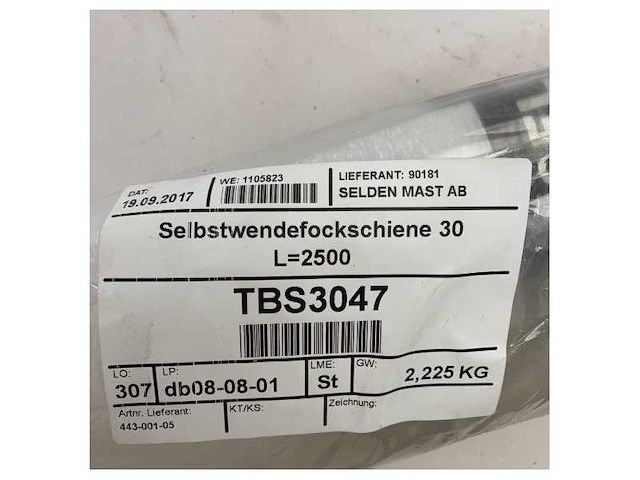 DAT: WE: 1105823 LIEFERANT: 90181
19.09.2017 SELDEN MAST AB
Selbstwendefockschiene 30
L=2500
TBS3047
LO: LP: LME: GW:
307 db08-08-01 St 2,225 KG
Artnr. Lieferant: KT/KS: Zeichnung:
443-001-05